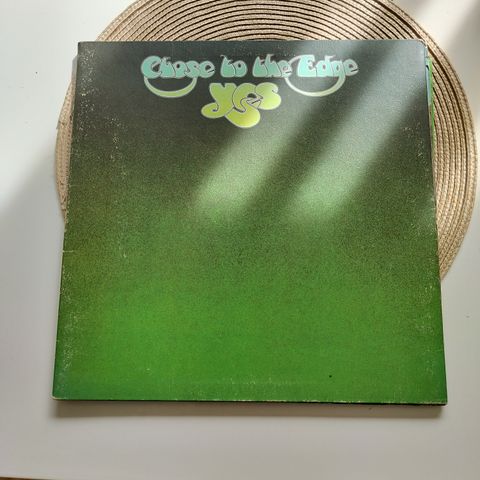 Close to the Edge
Yes